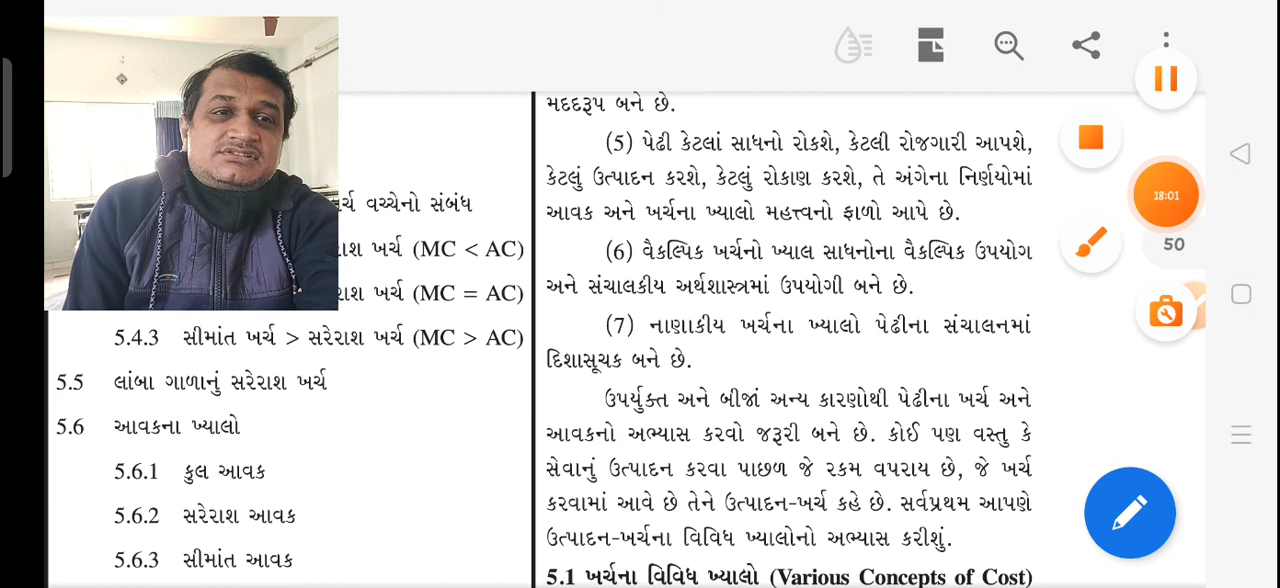 ર્ચ વચ્ચેનો સંબંધ
રાશ ખર્ચ (MC < AC)
રાશ ખર્ચ (MC = AC)
5.4.3 સીમાંત ખર્ચ > સરેરાશ ખર્ચ (MC > AC)
5.5 લાંબા ગાળાનું સરેરાશ ખર્ચ
5.6 આવકના ખ્યાલો
5.6.1 કુલ આવક
5.6.2 સરેરાશ આવક
5.6.3 સીમાંત આવક
મદદરૂપ બને છે.
(5) પેઢી કેટલાં સાધનો રોકશે, કેટલી રોજગારી આપશે,
કેટલું ઉત્પાદન કરશે, કેટલું રોકાણ કરશે, તે અંગેના નિર્ણયોમાં
આવક અને ખર્ચના ખ્યાલો મહત્ત્વનો ફાળો આપે છે.
(6) વૈકલ્પિક ખર્ચનો ખ્યાલ સાધનોના વૈકલ્પિક ઉપયોગ
અને સંચાલકીય અર્થશાસ્ત્રમાં ઉપયોગી બને છે.
(7) નાણાકીય ખર્ચના ખ્યાલો પેઢીના સંચાલનમાં
દિશાસૂચક બને છે.
ઉપર્યુક્ત અને બીજાં અન્ય કારણોથી પેઢીના ખર્ચ અને
આવકનો અભ્યાસ કરવો જરૂરી બને છે. કોઈ પણ વસ્તુ કે
સેવાનું ઉત્પાદન કરવા પાછળ જે રકમ વપરાય છે, જે ખર્ચ
કરવામાં આવે છે તેને ઉત્પાદન-ખર્ચ કહે છે. સર્વપ્રથમ આપણે
ઉત્પાદન-ખર્ચના વિવિધ ખ્યાલોનો અભ્યાસ કરીશું.
5.1 ખર્ચના વિવિધ ખ્યાલો (Various Concepts of Cost)
18:01
50